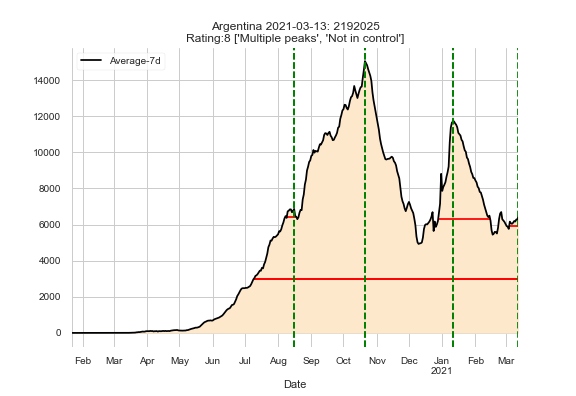 Argentina 2021-03-13: 2192025
Rating:8 ['Multiple peaks', 'Not in control']
Average-7d
14000
12000
10000
8000
6000
4000
2000
0
Feb Mar Apr May Jun Jul Aug Sep Oct Nov Dec Jan Feb Mar
2021
Date